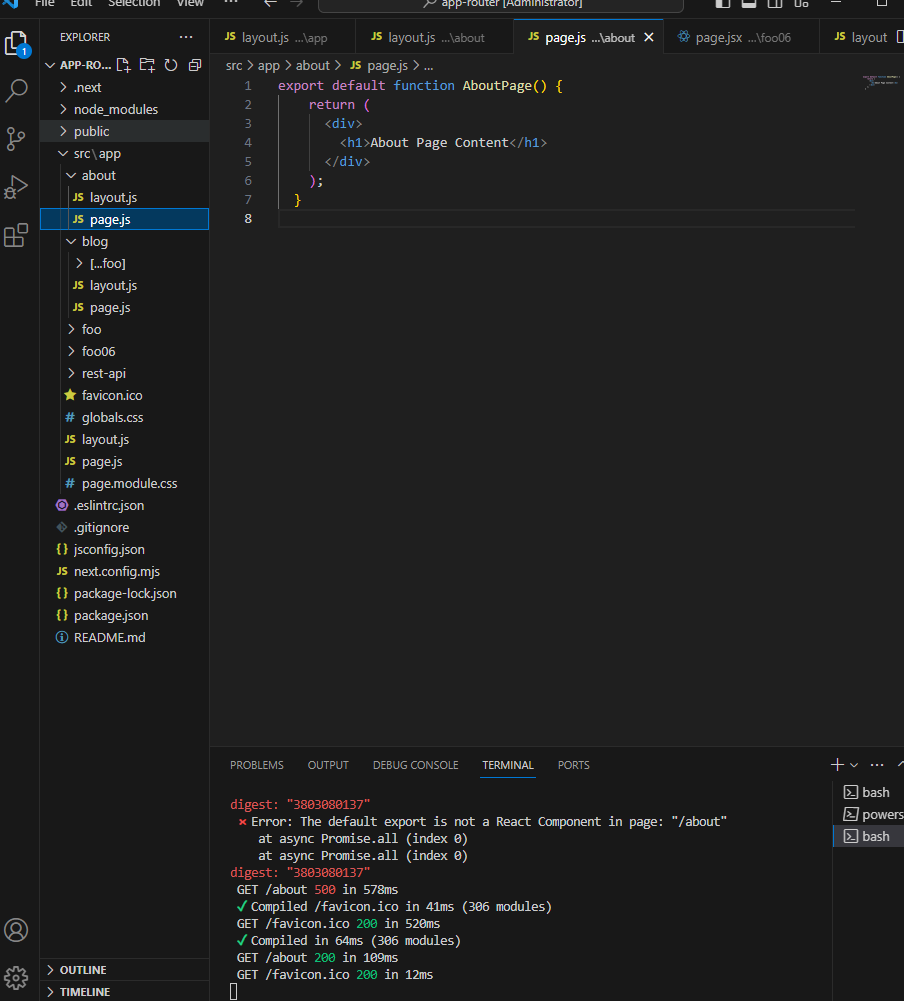 File Edit Selection View ... app-router [Administrator]
EXPLORER ...
1
APP-RO...
.next
node_modules
public
src\app
about
JS layout.js
JS page.js
blog
[...foo]
JS layout.js
JS page.js
foo
foo06
rest-api
favicon.ico
# globals.css
JS layout.js
JS page.js
# page.module.css
.eslintrc.json
.gitignore
{} jsconfig.json
JS next.config.mjs
{} package-lock.json
{} package.json
README.md
OUTLINE
TIMELINE
JS layout.js ...\app JS layout.js ...\about JS page.js ...\about page.jsx ...\foo06 JS layout
src > app > about > JS page.js > ...
1 export default function AboutPage() {
2 return (
3 <div>
4 <h1>About Page Content</h1>
5 </div>
6 );
7 }
8
PROBLEMS OUTPUT DEBUG CONSOLE TERMINAL PORTS
digest: "3803080137"
⨯ Error: The default export is not a React Component in page: "/about"
at async Promise.all (index 0)
at async Promise.all (index 0)
digest: "3803080137"
GET /about 500 in 578ms
✓ Compiled /favicon.ico in 41ms (306 modules)
GET /favicon.ico 200 in 520ms
✓ Compiled in 64ms (306 modules)
GET /about 200 in 109ms
GET /favicon.ico 200 in 12ms
bash
powers
bash